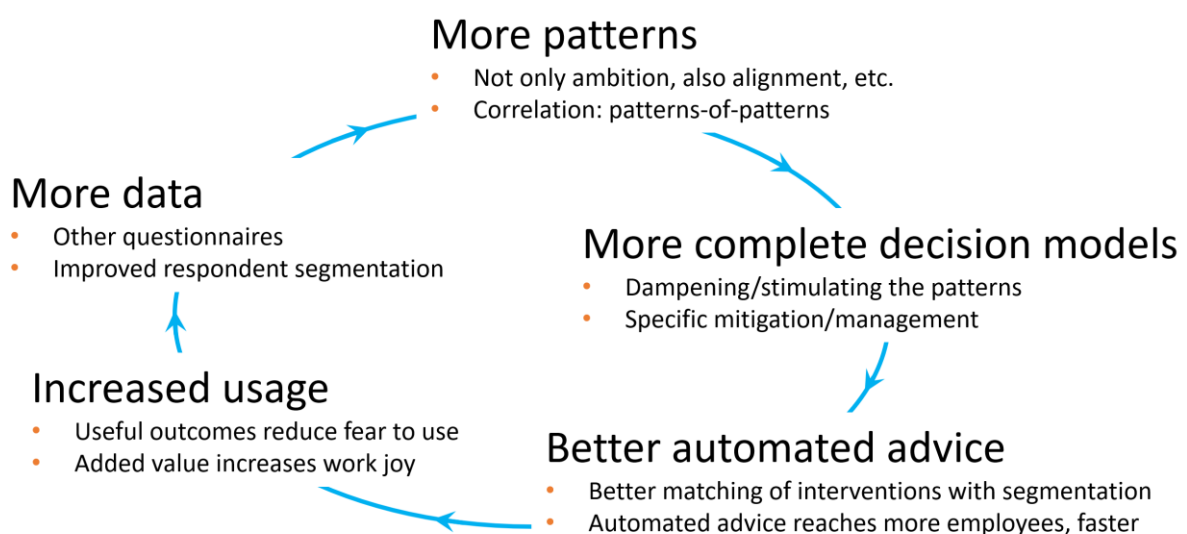 More patterns
• Not only ambition, also alignment, etc.
• Correlation: patterns-of-patterns
More data
• Other questionnaires
• Improved respondent segmentation
More complete decision models
• Dampening/stimulating the patterns
• Specific mitigation/management
Increased usage
• Useful outcomes reduce fear to use
• Added value increases work joy
Better automated advice
• Better matching of interventions with segmentation
• Automated advice reaches more employees, faster